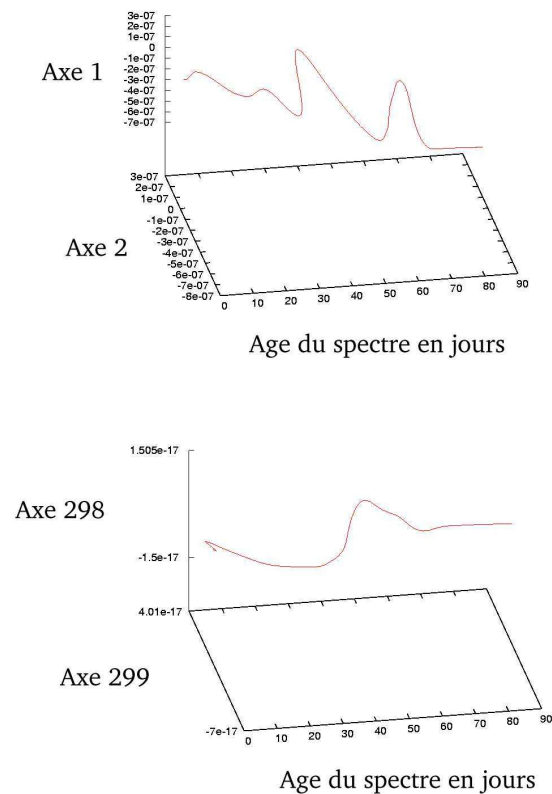 3e-07
2e-07
1e-07
0
-1e-07
-2e-07
-3e-07
-4e-07
-5e-07
-6e-07
-7e-07
Axe 1
3e-07
2e-07
1e-07
0
-1e-07
-2e-07
-3e-07
-4e-07
-5e-07
-6e-07
-7e-07
-8e-07
Axe 2
0 10 20 30 40 50 60 70 80 90
Age du spectre en jours
1.505e-17
Axe 298
-1.5e-17
4.01e-17
Axe 299
-7e-17
0 10 20 30 40 50 60 70 80 90
Age du spectre en jours